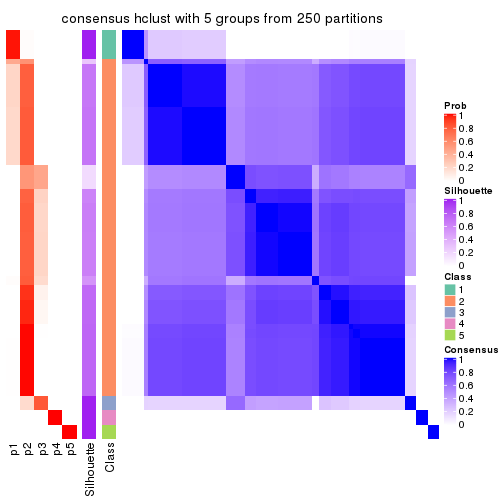 consensus hclust with 5 groups from 250 partitions
Prob
1
0.8
0.6
0.4
0.2
0
Silhouette
1
0.8
0.6
0.4
0.2
0
Class
1
2
3
4
5
Consensus
1
0.8
0.6
0.4
0.2
0
p1
p2
p3
p4
p5
Silhouette
Class